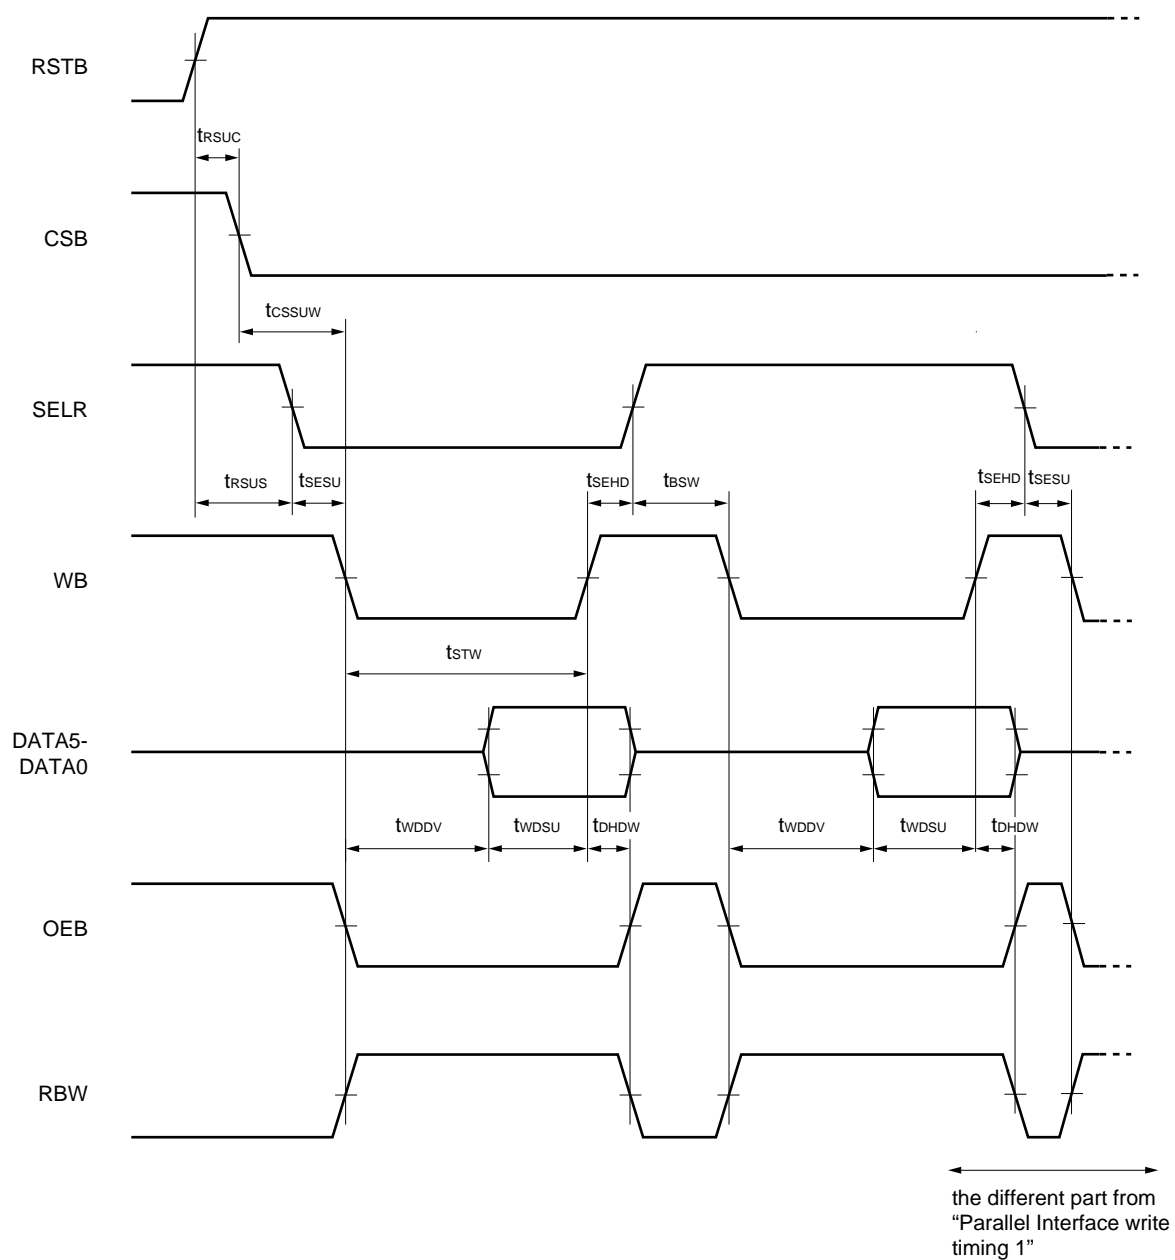 RSTB
tRSUC
CSB
tCSSUW
SELR
tRSUS tSESU tSEHD tBSW tSEHD tSESU
WB
tSTW
DATA5-
DATA0
tWDDV tWDSU tDHDW tWDDV tWDSU tDHDW
OEB
RBW
the different part from
“Parallel Interface write
timing 1”